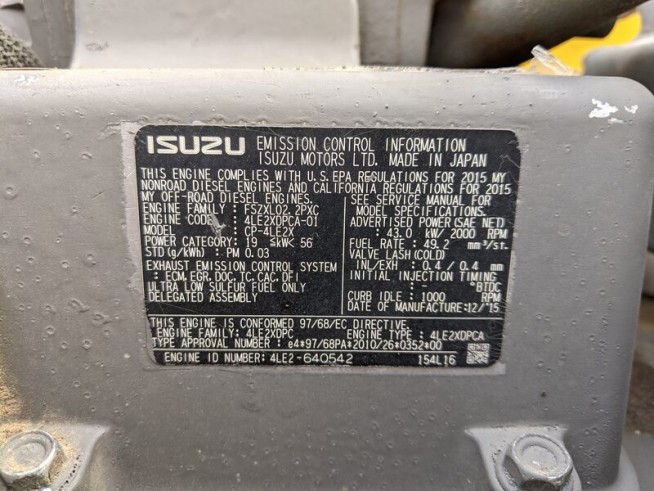 ISUZU EMISSION CONTROL INFORMATION
ISUZU MOTORS LTD. MADE IN JAPAN
THIS ENGINE COMPLIES WITH U.S. EPA REGULATIONS FOR 2015 MY
NONROAD DIESEL ENGINES AND CALIFORNIA REGULATIONS FOR 2015
MY OFF-ROAD DIESEL ENGINES.
ENGINE FAMILY : FSZXL02.2PXC
ENGINE CODE : 4LE2XDPCA-01
MODEL : CP-4LE2X
POWER CATEGORY: 19 ≤kW< 56
STD (g/kWh) : PM 0.03
EXHAUST EMISSION CONTROL SYSTEM
: ECM, EGR, DOC, TC, CAC, DFI
ULTRA LOW SULFUR FUEL ONLY
DELEGATED ASSEMBLY
SEE SERVICE MANUAL FOR
MODEL SPECIFICATIONS.
ADVERTISED POWER (SAE NET)
: 43.0 kW/ 2000 RPM
FUEL RATE : 49.2 mm³/st.
VALVE LASH (COLD)
INL/EXH : 0.4/ 0.4 mm
INITIAL INJECTION TIMING
: - °BTDC
CURB IDLE : 1000 RPM
DATE OF MANUFACTURE:12/'15
THIS ENGINE IS CONFORMED 97/68/EC DIRECTIVE.
ENGINE FAMILY: 4LE2XDPC ENGINE TYPE: 4LE2XDPCA
TYPE APPROVAL NUMBER : e4*97/68PA*2010/26*0352*00
ENGINE ID NUMBER: 4LE2-640542 154L16